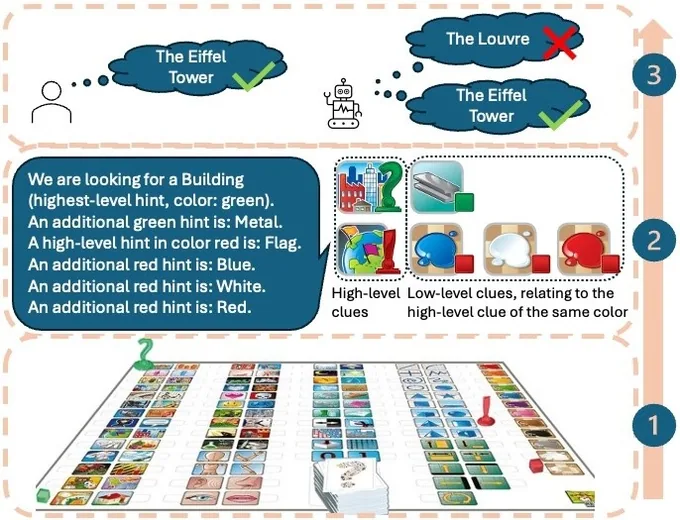 The Eiffel
Tower
The Louvre
The Eiffel
Tower
3
We are looking for a Building
(highest-level hint, color: green).
An additional green hint is: Metal.
A high-level hint in color red is: Flag.
An additional red hint is: Blue.
An additional red hint is: White.
An additional red hint is: Red.
High-level
clues
Low-level clues, relating to the
high-level clue of the same color
2
1